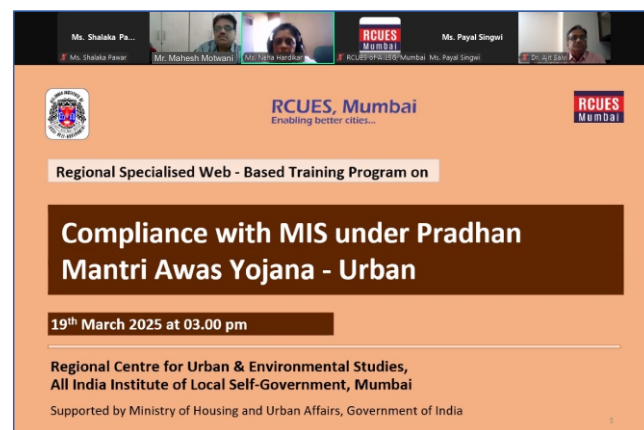 Ms. Shalaka Pa...
RCUES
Mumbai
Ms. Payal Singwi
Ms. Shalaka Pawar
Mr. Mahesh Motwani
Ms. Neha Hardikar
RCUES of AIILSG, Mumbai
Ms. Payal Singwi
Dr. Ajit Salvi
RCUES, Mumbai
Enabling better cities...
RCUES
Mumbai
Regional Specialised Web - Based Training Program on
Compliance with MIS under Pradhan
Mantri Awas Yojana - Urban
19th March 2025 at 03.00 pm
Regional Centre for Urban & Environmental Studies,
All India Institute of Local Self-Government, Mumbai
Supported by Ministry of Housing and Urban Affairs, Government of India
1